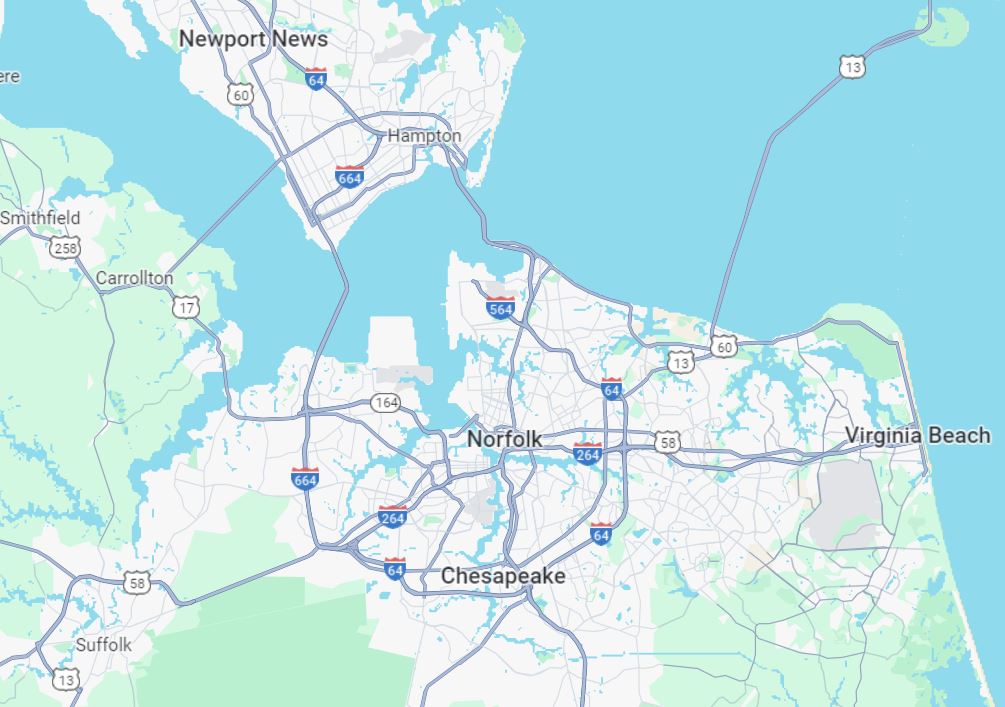 Newport News
13
ere
64
60
Hampton
664
Smithfield
258
Carrollton
17
564
60
13
64
164
Norfolk
58
Virginia Beach
264
664
264
64
64
Chesapeake
58
Suffolk
13